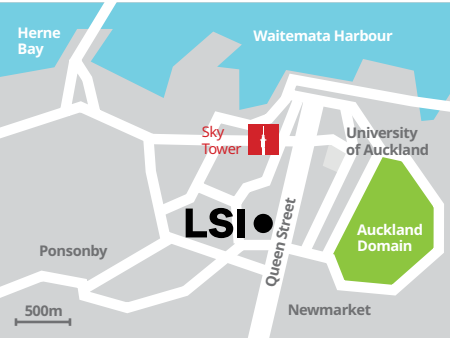 Herne
Bay
Waitemata Harbour
Sky
Tower
University
of Auckland
LSI
Queen Street
Auckland
Domain
Ponsonby
Newmarket
500m